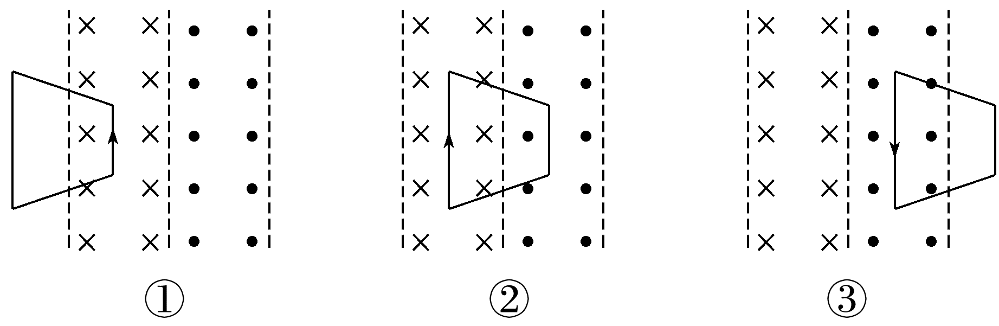 ① ② ③